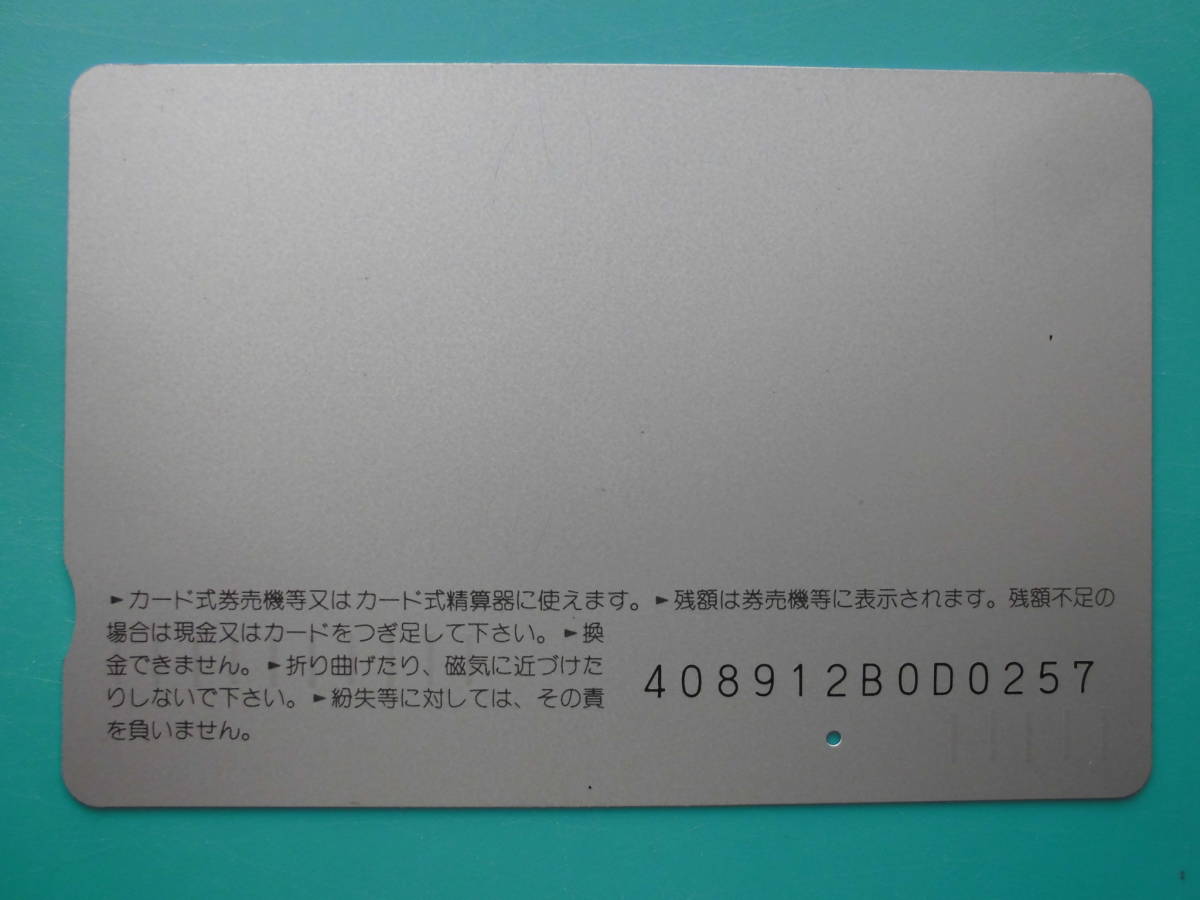 ►カード式券売機等又はカード式精算器に使えます。►残額は券売機等に表示されます。残額不足の
場合は現金又はカードをつぎ足して下さい。►換
金できません。►折り曲げたり、磁気に近づけた
りしないで下さい。►紛失等に対しては、その責
を負いません。
408912B0D0257